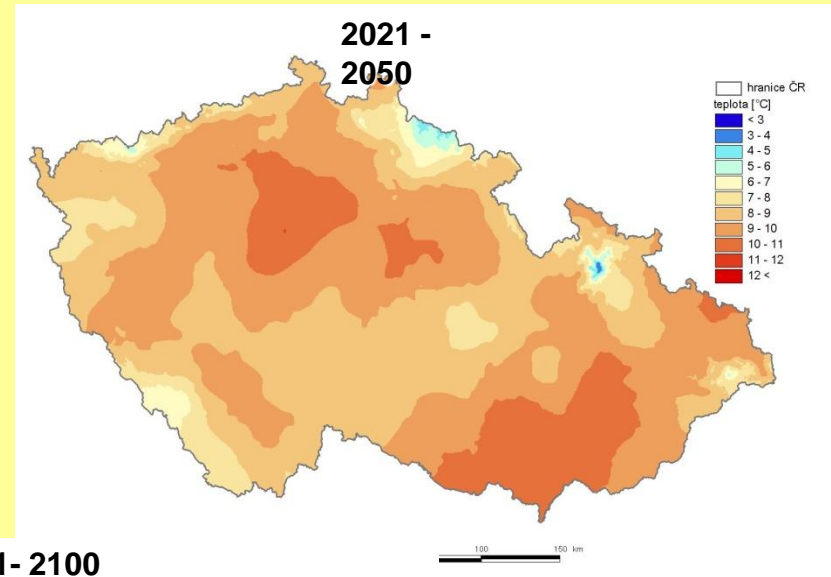 2021 -
2050
hranice ČR
teplota [°C]
< 3
3 - 4
4 - 5
5 - 6
6 - 7
7 - 8
8 - 9
9 - 10
10 - 11
11 - 12
12 <
100 150 km
1- 2100